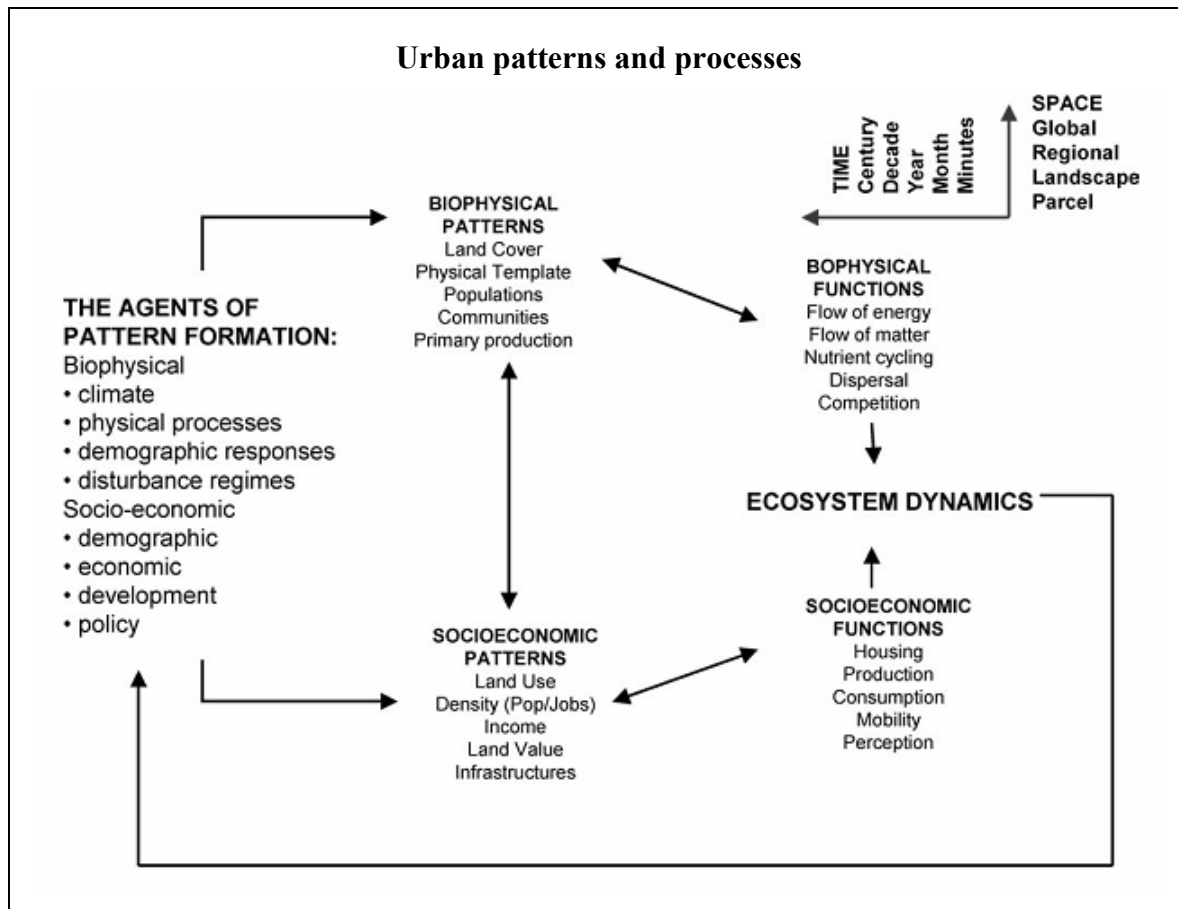 Urban patterns and processes
TIME
Century
Decade
Year
Month
Minutes
SPACE
Global
Regional
Landscape
Parcel
BIOPHYSICAL
PATTERNS
Land Cover
Physical Template
Populations
Communities
Primary production
BOPHYSICAL
FUNCTIONS
Flow of energy
Flow of matter
Nutrient cycling
Dispersal
Competition
THE AGENTS OF
PATTERN FORMATION:
Biophysical
• climate
• physical processes
• demographic responses
• disturbance regimes
Socio-economic
• demographic
• economic
• development
• policy
ECOSYSTEM DYNAMICS
SOCIOECONOMIC
PATTERNS
Land Use
Density (Pop/Jobs)
Income
Land Value
Infrastructures
SOCIOECONOMIC
FUNCTIONS
Housing
Production
Consumption
Mobility
Perception